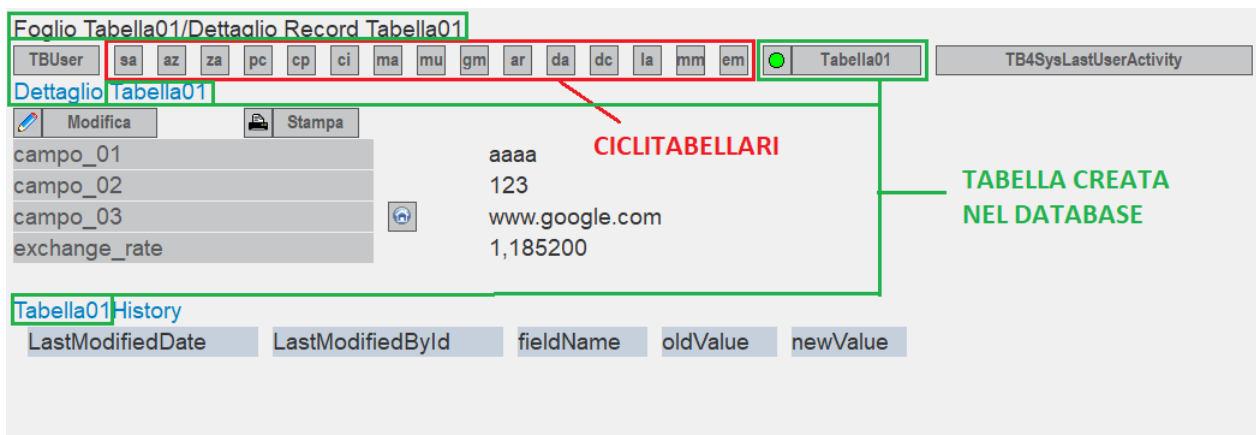 Foglio Tabella01/Dettaglio Record Tabella01
TBUser sa az za pc cp ci ma mu gm ar da dc la mm em Tabella01 TB4SysLastUserActivity
Dettaglio Tabella01
Modifica Stampa
campo_01 aaaa
CICLITABELLARI
campo_02 123
campo_03 www.google.com
exchange_rate 1,185200
TABELLA CREATA
NEL DATABASE
Tabella01History
LastModifiedDate LastModifiedById fieldName oldValue newValue